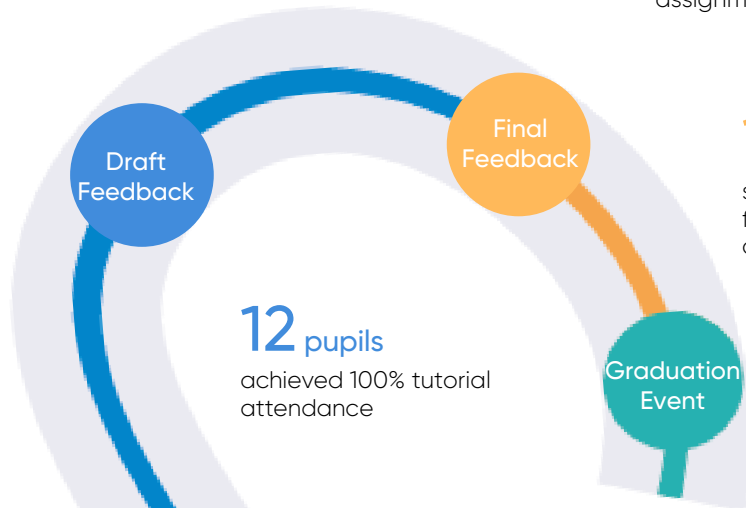 Final
Feedback
Draft
Feedback
12 pupils
achieved 100% tutorial
attendance
Graduation
Event